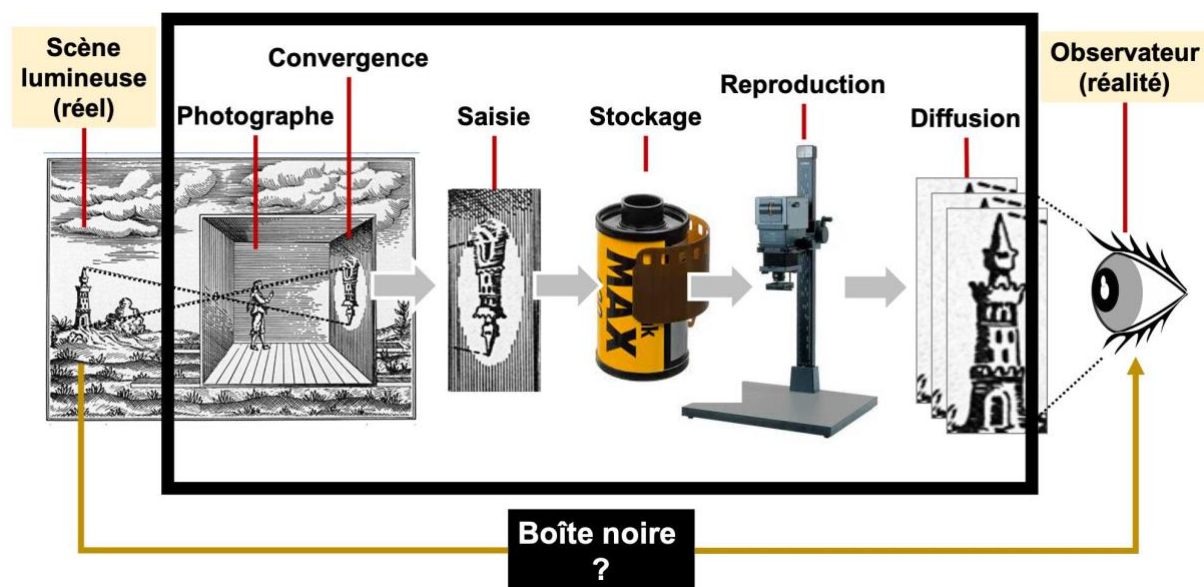 Scène
lumineuse
(réel)
Photographe
Convergence
Saisie
Stockage
Reproduction
Diffusion
Observateur
(réalité)
MAX
Boîte noire
?